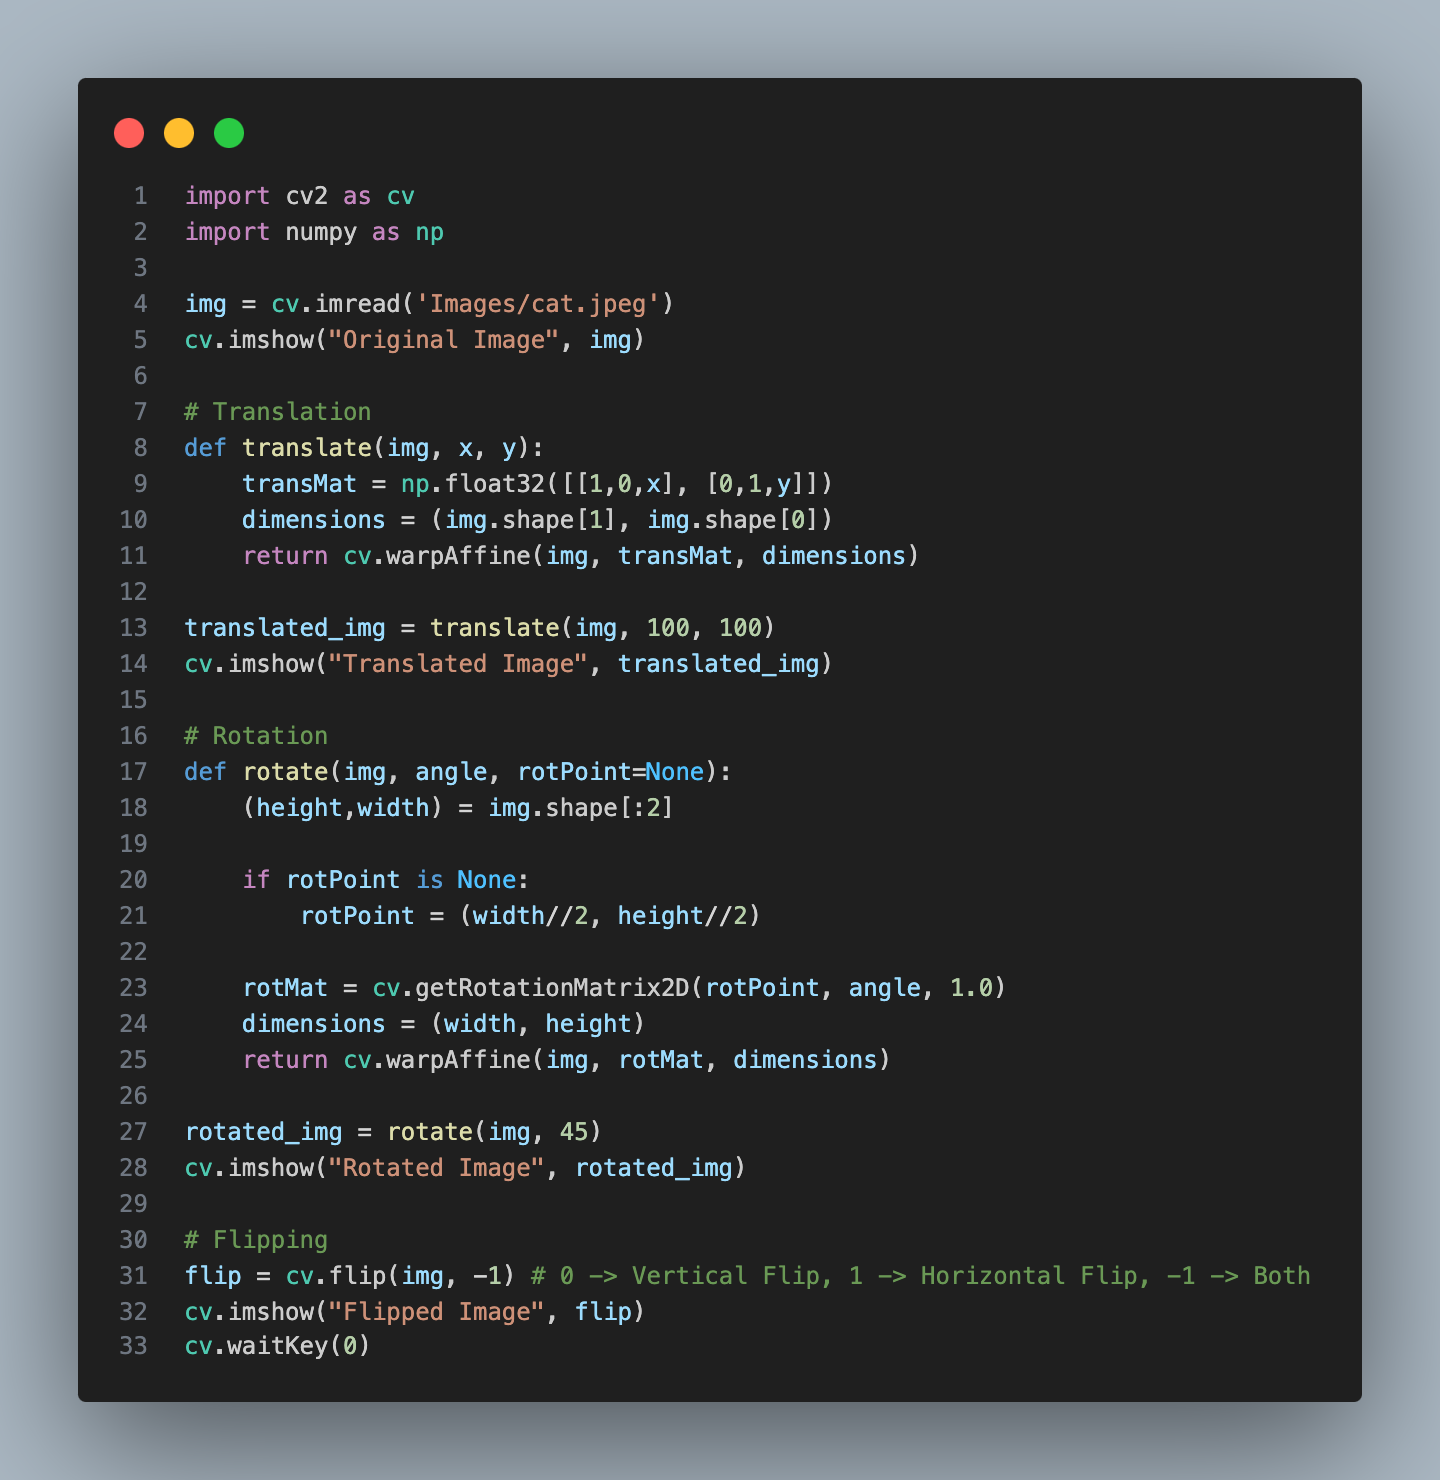 1 import cv2 as cv
2 import numpy as np
3
4 img = cv.imread('Images/cat.jpeg')
5 cv.imshow("Original Image", img)
6
7 # Translation
8 def translate(img, x, y):
9     transMat = np.float32([[1,0,x], [0,1,y]])
10     dimensions = (img.shape[1], img.shape[0])
11     return cv.warpAffine(img, transMat, dimensions)
12
13 translated_img = translate(img, 100, 100)
14 cv.imshow("Translated Image", translated_img)
15
16 # Rotation
17 def rotate(img, angle, rotPoint=None):
18     (height,width) = img.shape[:2]
19
20     if rotPoint is None:
21         rotPoint = (width//2, height//2)
22
23     rotMat = cv.getRotationMatrix2D(rotPoint, angle, 1.0)
24     dimensions = (width, height)
25     return cv.warpAffine(img, rotMat, dimensions)
26
27 rotated_img = rotate(img, 45)
28 cv.imshow("Rotated Image", rotated_img)
29
30 # Flipping
31 flip = cv.flip(img, -1) # 0 -> Vertical Flip, 1 -> Horizontal Flip, -1 -> Both
32 cv.imshow("Flipped Image", flip)
33 cv.waitKey(0)